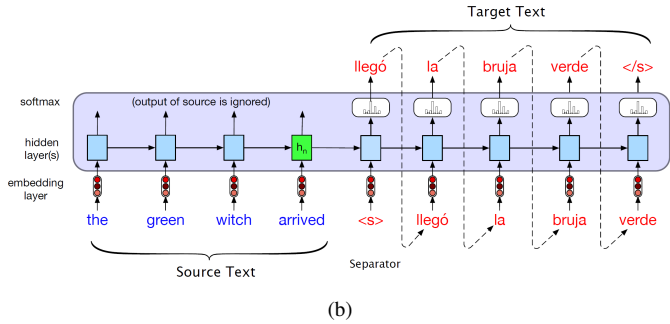 Target Text
llegó la bruja verde </s>
softmax (output of source is ignored)
hidden
layer(s)
hn
embedding
layer
the green witch arrived <s> llegó la bruja verde
Separator
Source Text
(b)